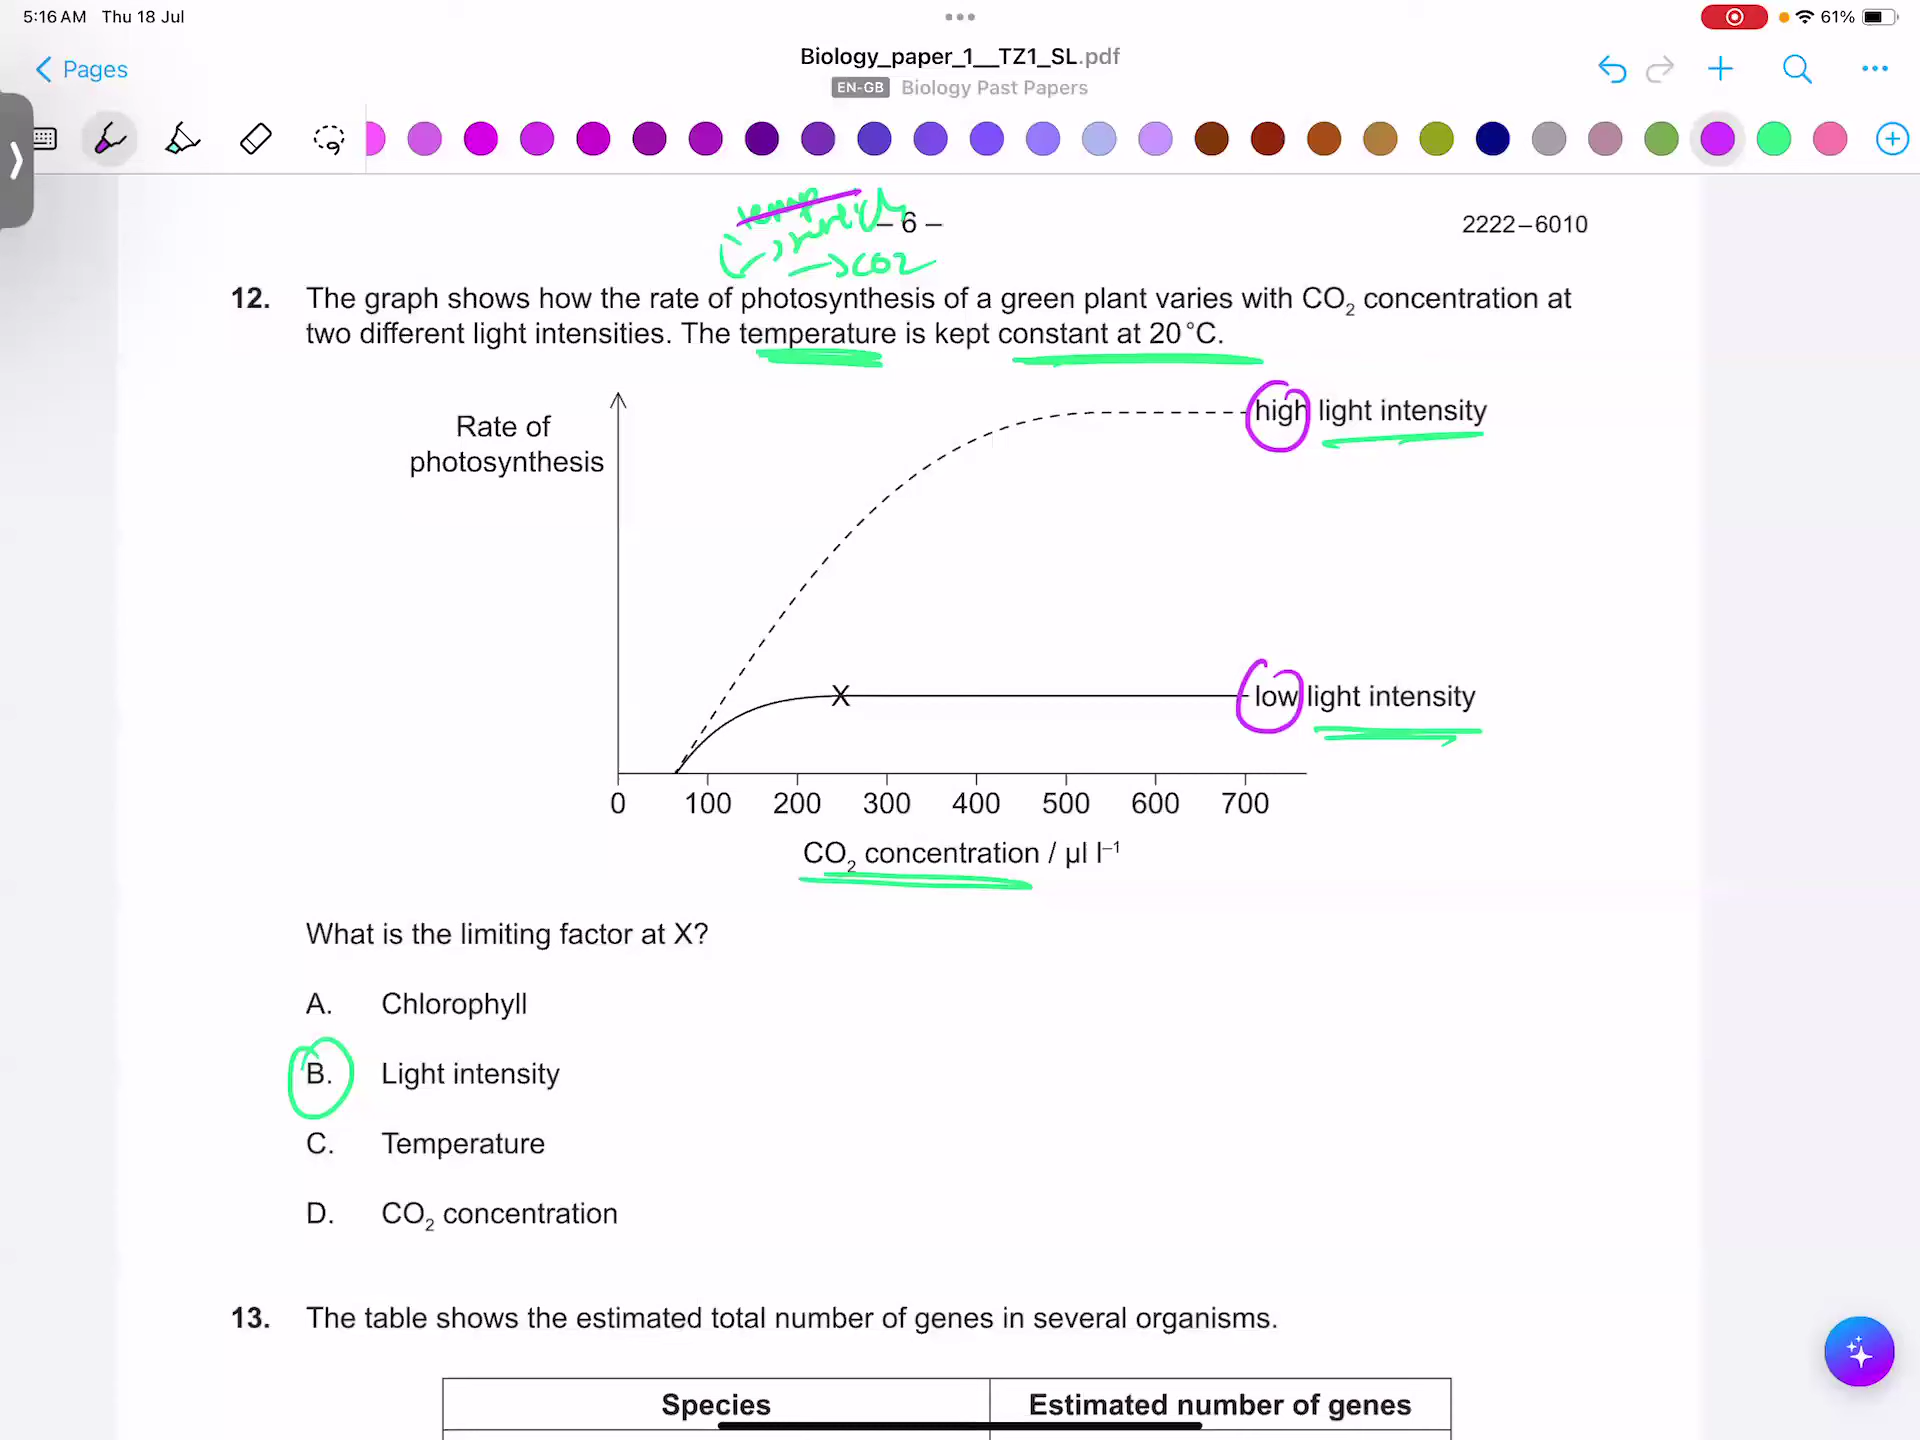 5:16 AM Thu 18 Jul
61%
Pages
Biology_paper_1__TZ1_SL.pdf
EN-GB Biology Past Papers
temp
→ CO2
– 6 –
2222–6010
12. The graph shows how the rate of photosynthesis of a green plant varies with CO₂ concentration at
two different light intensities. The temperature is kept constant at 20 °C.
Rate of
photosynthesis
high light intensity
X
low light intensity
0 100 200 300 400 500 600 700
CO₂ concentration / µl l⁻¹
What is the limiting factor at X?
A. Chlorophyll
B. Light intensity
C. Temperature
D. CO₂ concentration
13. The table shows the estimated total number of genes in several organisms.
Species Estimated number of genes